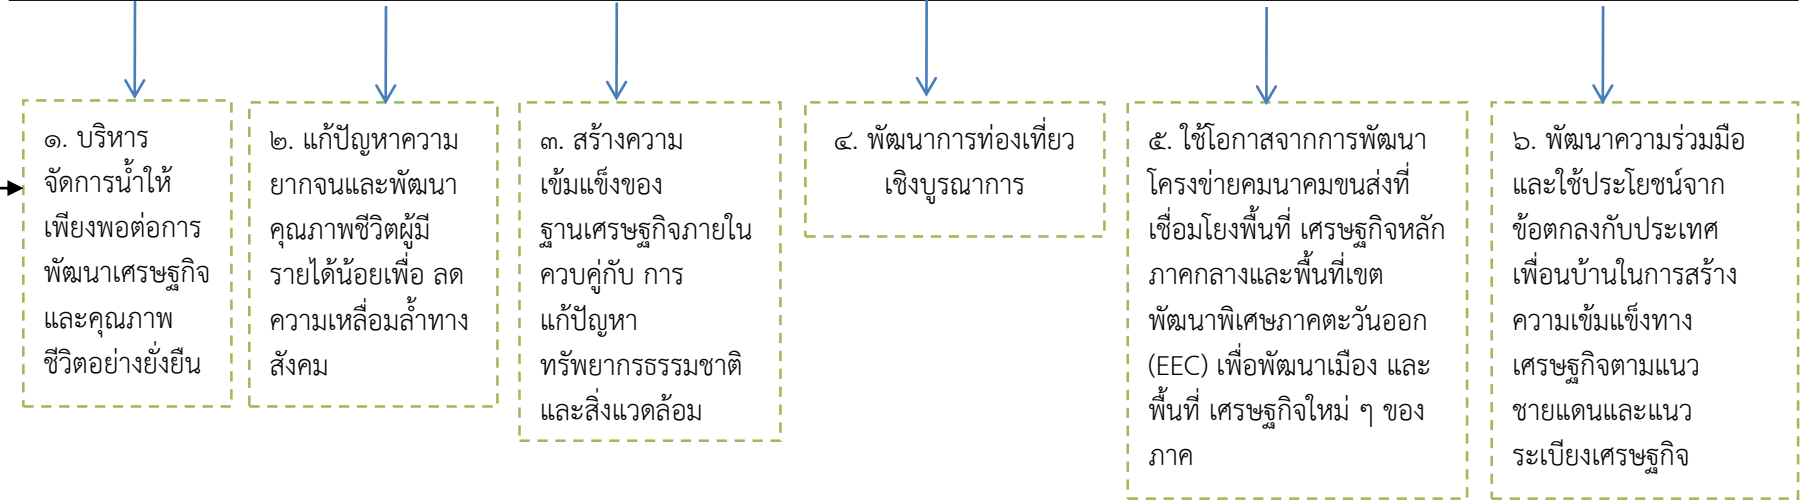 ๑. บริหาร
จัดการน้ำให้
เพียงพอต่อการ
พัฒนาเศรษฐกิจ
และคุณภาพ
ชีวิตอย่างยั่งยืน
๒. แก้ปัญหาความ
ยากจนและพัฒนา
คุณภาพชีวิตผู้มี
รายได้น้อยเพื่อ ลด
ความเหลื่อมล้ำทาง
สังคม
๓. สร้างความ
เข้มแข็งของ
ฐานเศรษฐกิจภายใน
ควบคู่กับ การ
แก้ปัญหา
ทรัพยากรธรรมชาติ
และสิ่งแวดล้อม
๔. พัฒนาการท่องเที่ยว
เชิงบูรณาการ
๕. ใช้โอกาสจากการพัฒนา
โครงข่ายคมนาคมขนส่งที่
เชื่อมโยงพื้นที่ เศรษฐกิจหลัก
ภาคกลางและพื้นที่เขต
พัฒนาพิเศษภาคตะวันออก
(EEC) เพื่อพัฒนาเมือง และ
พื้นที่ เศรษฐกิจใหม่ ๆ ของ
ภาค
๖. พัฒนาความร่วมมือ
และใช้ประโยชน์จาก
ข้อตกลงกับประเทศ
เพื่อนบ้านในการสร้าง
ความเข้มแข็งทาง
เศรษฐกิจตามแนว
ชายแดนและแนว
ระเบียงเศรษฐกิจ